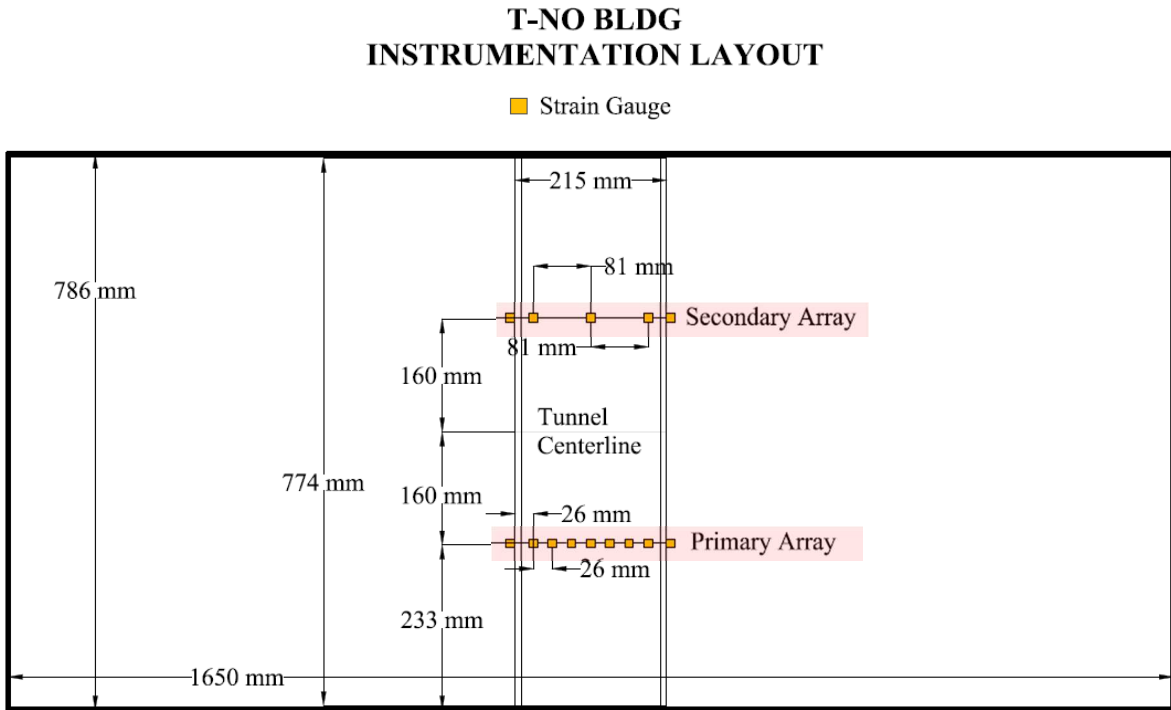 T-NO BLDG
INSTRUMENTATION LAYOUT
Strain Gauge
215 mm
81 mm
786 mm
Secondary Array
81 mm
160 mm
Tunnel
Centerline
774 mm
160 mm
26 mm
Primary Array
26 mm
233 mm
1650 mm